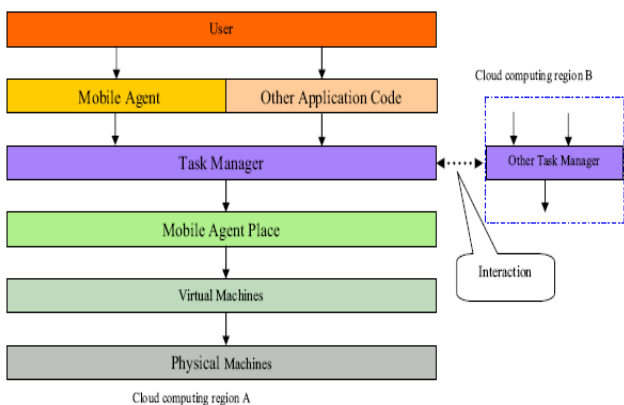 User
Cloud computing region B
Mobile Agent
Other Application Code
Task Manager
Other Task Manager
Mobile Agent Place
Interaction
Virtual Machines
Physical Machines
Cloud computing region A